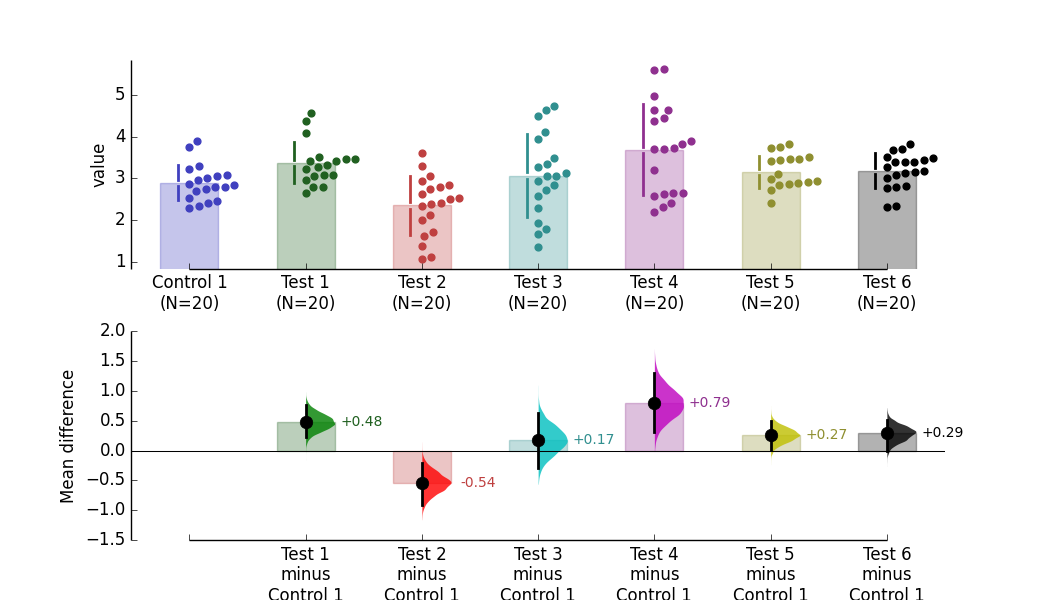 value
5
4
3
2
1
Control 1 Test 1 Test 2 Test 3 Test 4 Test 5 Test 6
(N=20) (N=20) (N=20) (N=20) (N=20) (N=20) (N=20)
Mean difference
2.0
1.5
1.0
0.5
0.0
−0.5
−1.0
−1.5
+0.48
-0.54
+0.17
+0.79
+0.27
+0.29
Test 1 Test 2 Test 3 Test 4 Test 5 Test 6
minus minus minus minus minus minus
Control 1 Control 1 Control 1 Control 1 Control 1 Control 1